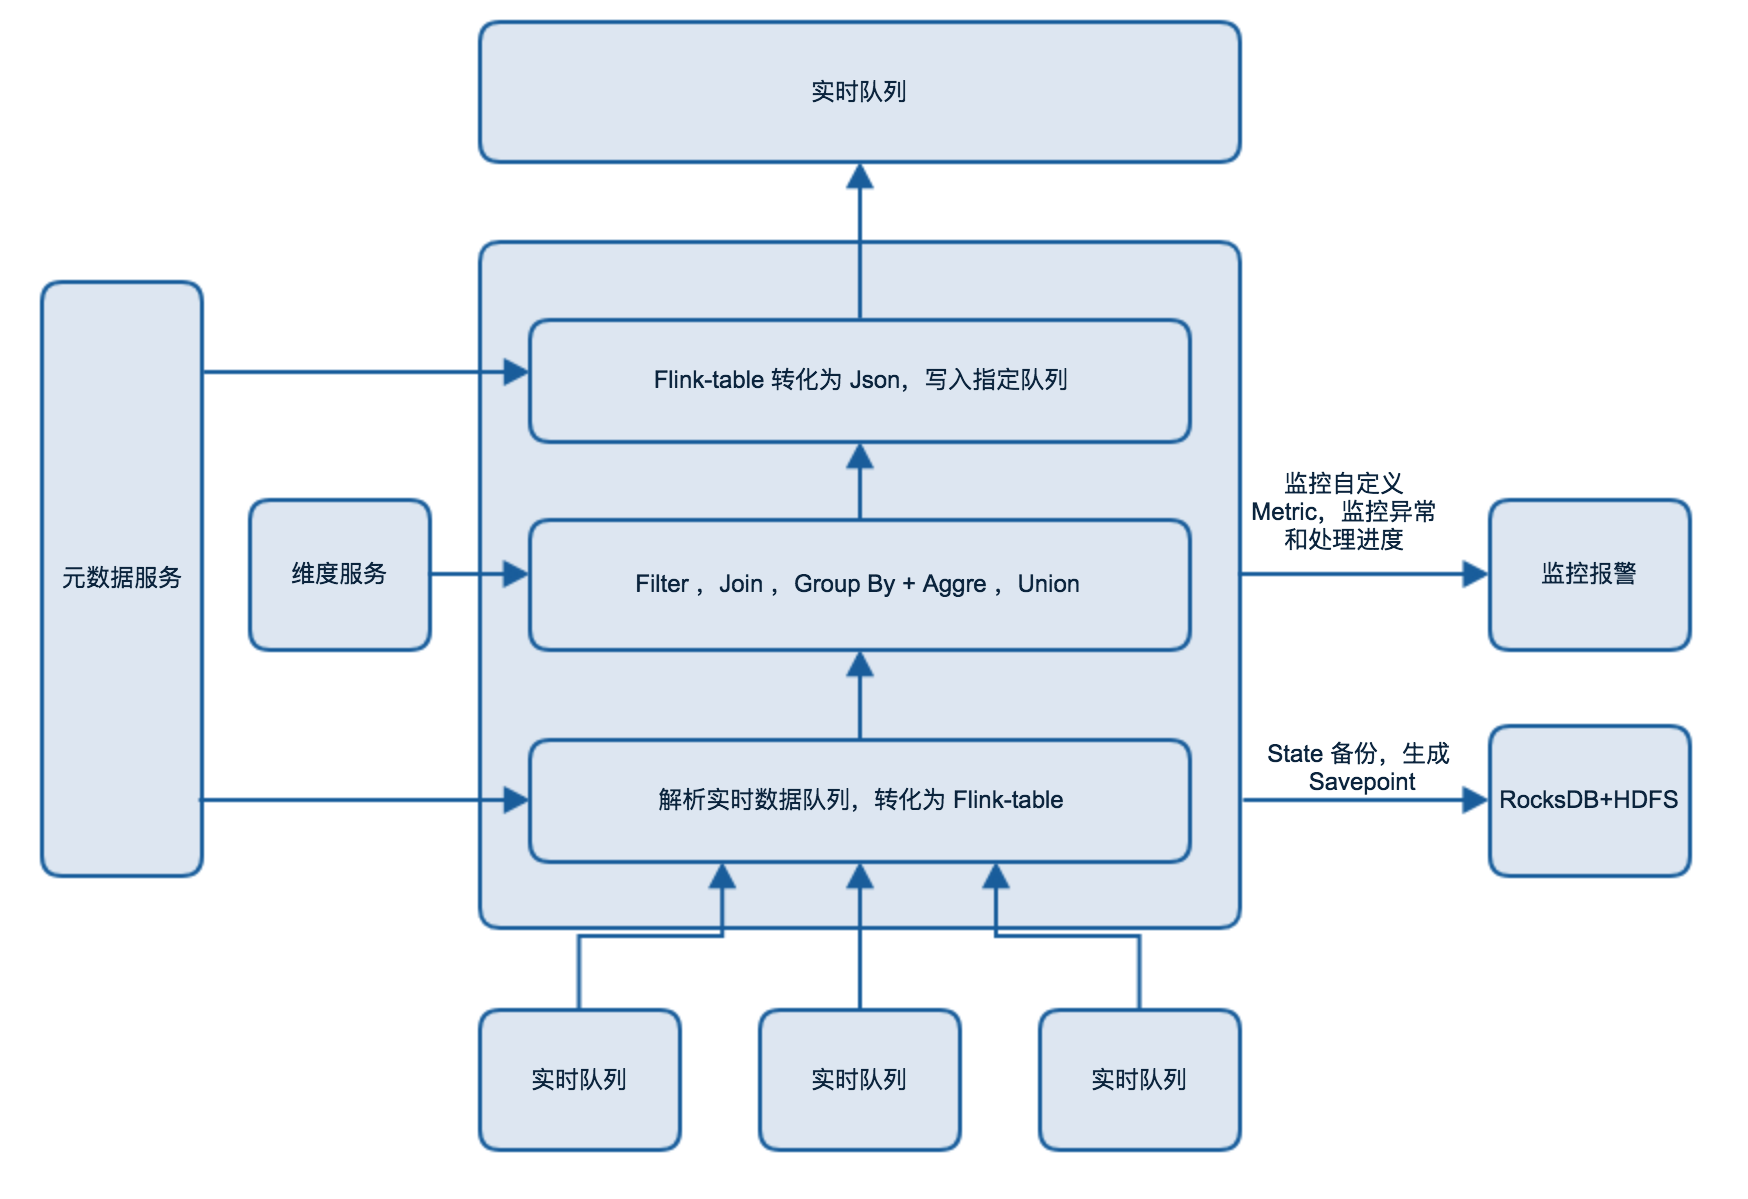 实时队列
Flink-table 转化为 Json，写入指定队列
监控自定义
Metric，监控异常
和处理进度
元数据服务
维度服务
Filter ，Join ，Group By + Aggre ，Union
监控报警
State 备份，生成
Savepoint
解析实时数据队列，转化为 Flink-table
RocksDB+HDFS
实时队列
实时队列
实时队列